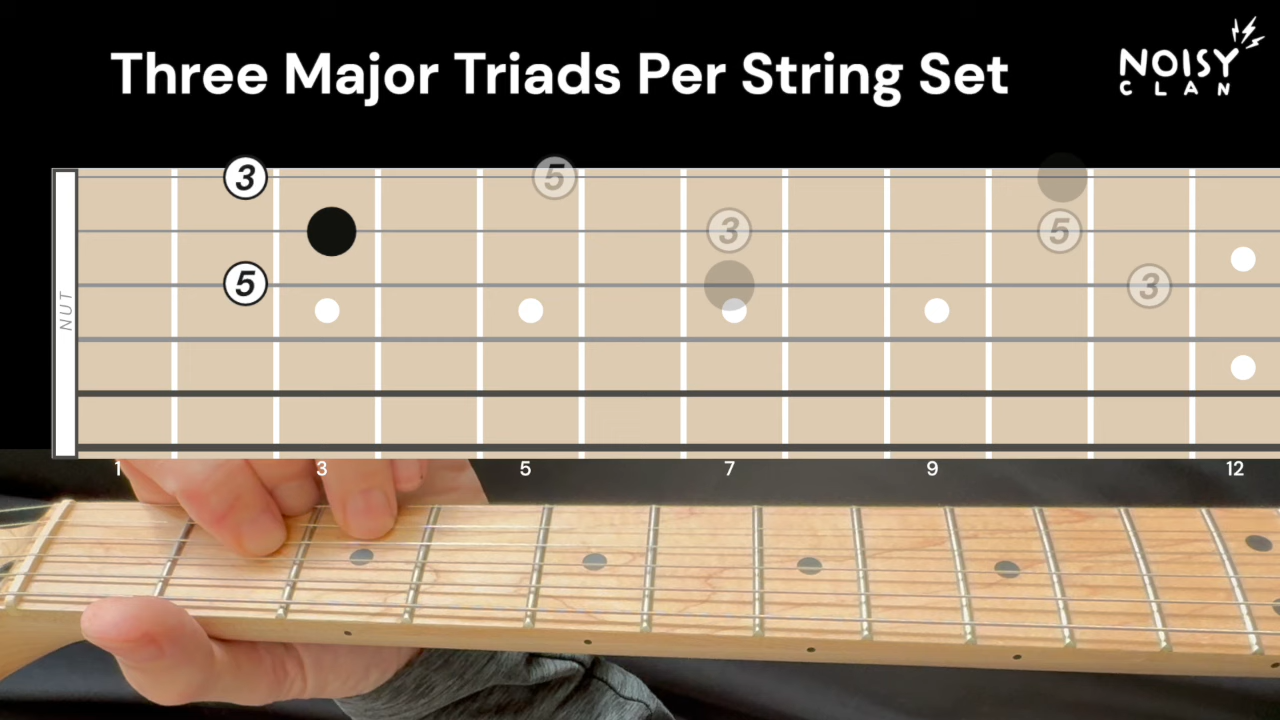 Three Major Triads Per String Set
NOISY
CLAN
3 5
3 5
5 3
NUT
1 3 5 7 9 12